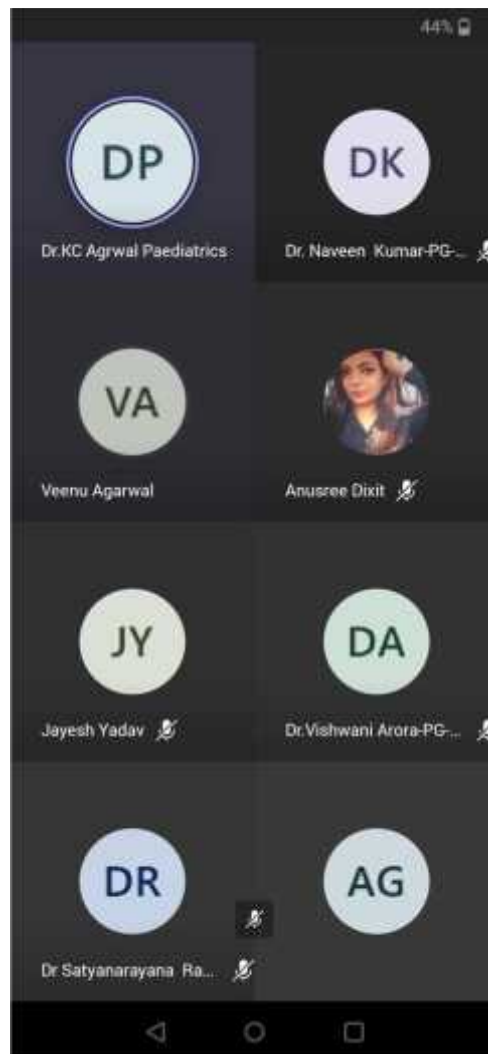 44%
DP DK
Dr.KC Agrwal Paediatrics Dr. Naveen Kumar-PG-...
VA
Veenu Agarwal Anusree Dixit
JY DA
Jayesh Yadav Dr.Vishwani Arora-PG-...
DR AG
Dr Satyanarayana Ra...